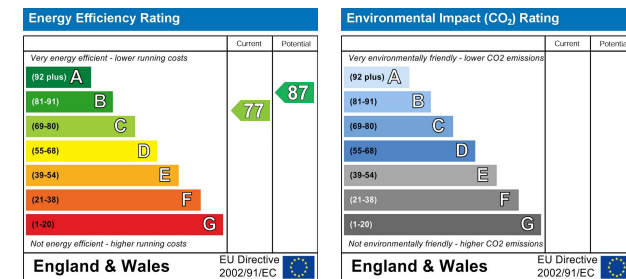 Energy Efficiency Rating
Current Potential
Very energy efficient - lower running costs
(92 plus) A
(81-91) B
87
77
(69-80) C
(55-68) D
(39-54) E
(21-38) F
(1-20) G
Not energy efficient - higher running costs
England & Wales
EU Directive
2002/91/EC
Environmental Impact (CO₂) Rating
Current Potential
Very environmentally friendly - lower CO2 emissions
(92 plus) A
(81-91) B
(69-80) C
(55-68) D
(39-54) E
(21-38) F
(1-20) G
Not environmentally friendly - higher CO2 emissions
England & Wales
EU Directive
2002/91/EC